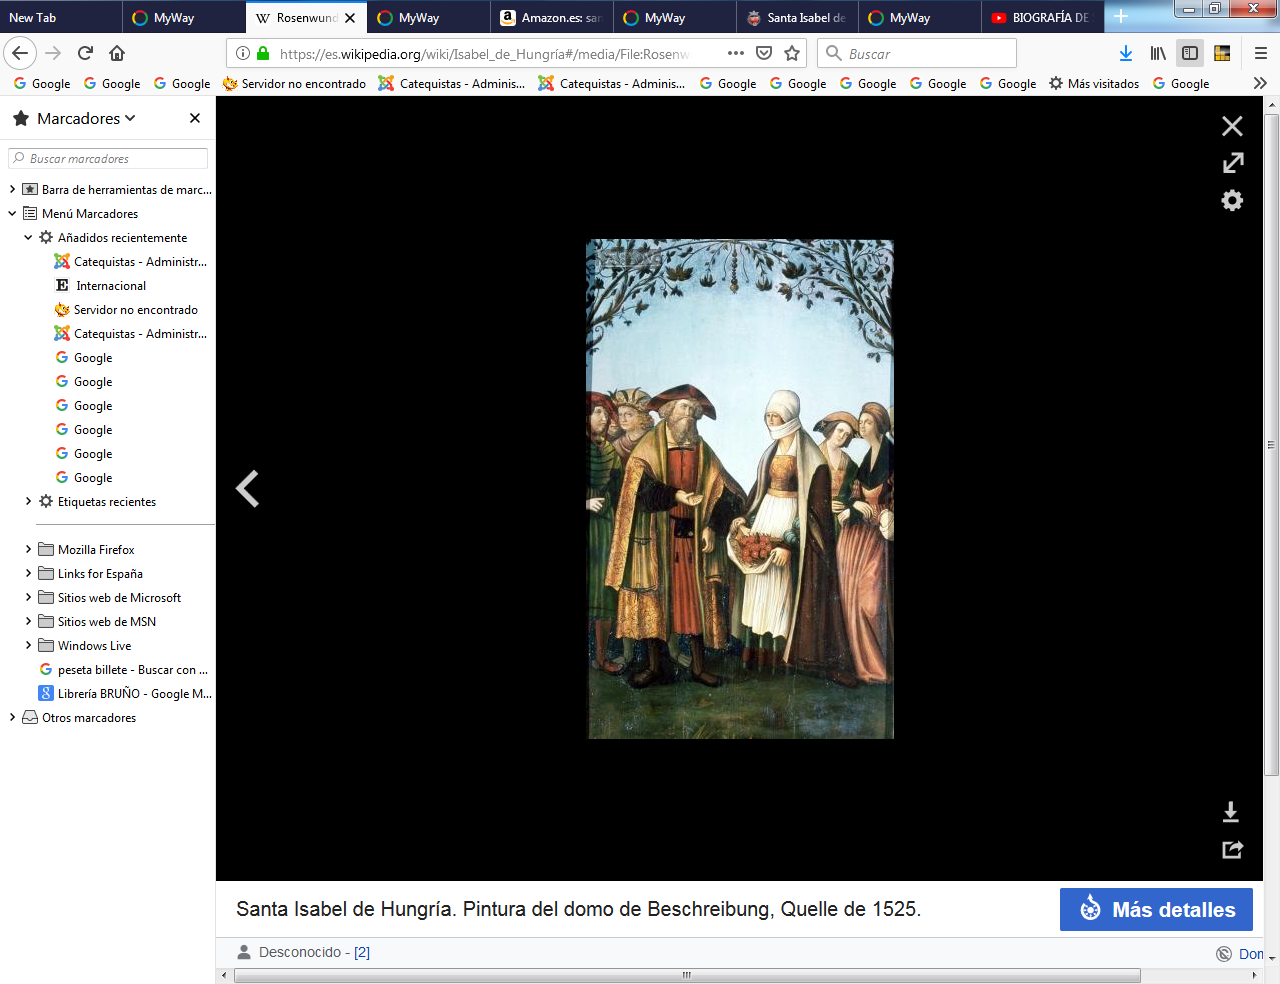 New Tab
MyWay
Rosenwund
MyWay
Amazon.es: san
MyWay
Santa Isabel de
MyWay
BIOGRAFÍA DE
https://es.wikipedia.org/wiki/Isabel_de_Hungría#/media/File:Rosenw
Buscar
Google
Google
Google
Servidor no encontrado
Catequistas - Adminis...
Catequistas - Adminis...
Google
Google
Google
Google
Google
Más visitados
Google
Marcadores
Buscar marcadores
Barra de herramientas de marc...
Menú Marcadores
Añadidos recientemente
Catequistas - Administr...
E Internacional
Servidor no encontrado
Catequistas - Administr...
Google
Google
Google
Google
Google
Google
Etiquetas recientes
Mozilla Firefox
Links for España
Sitios web de Microsoft
Sitios web de MSN
Windows Live
peseta billete - Buscar con ...
Librería BRUÑO - Google M...
Otros marcadores
Santa Isabel de Hungría. Pintura del domo de Beschreibung, Quelle de 1525.
Más detalles
Desconocido - [2]
Dom